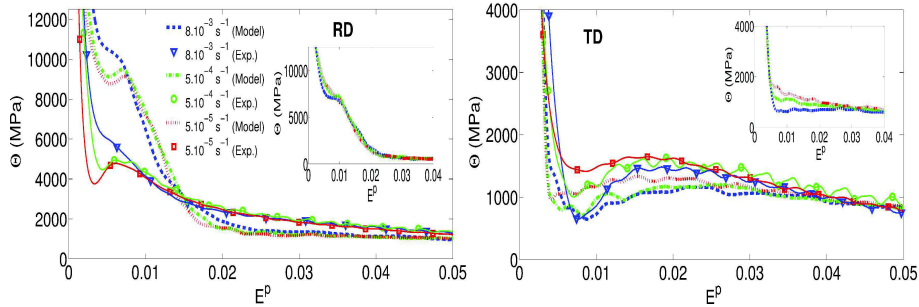 12000
10000
8000
6000
4000
2000
0
Θ (MPa)
0 0.01 0.02 0.03 0.04 0.05
E^p
RD
8.10^-3 s^-1 (Model)
8.10^-3 s^-1 (Exp.)
5.10^-4 s^-1 (Model)
5.10^-4 s^-1 (Exp.)
5.10^-5 s^-1 (Model)
5.10^-5 s^-1 (Exp.)
10000
5000
0
Θ (MPa)
0 0.01 0.02 0.03 0.04
E^p
4000
3000
2000
1000
0
Θ (MPa)
0 0.01 0.02 0.03 0.04 0.05
E^p
TD
4000
2000
0
Θ (MPa)
0 0.01 0.02 0.03 0.04
E^p